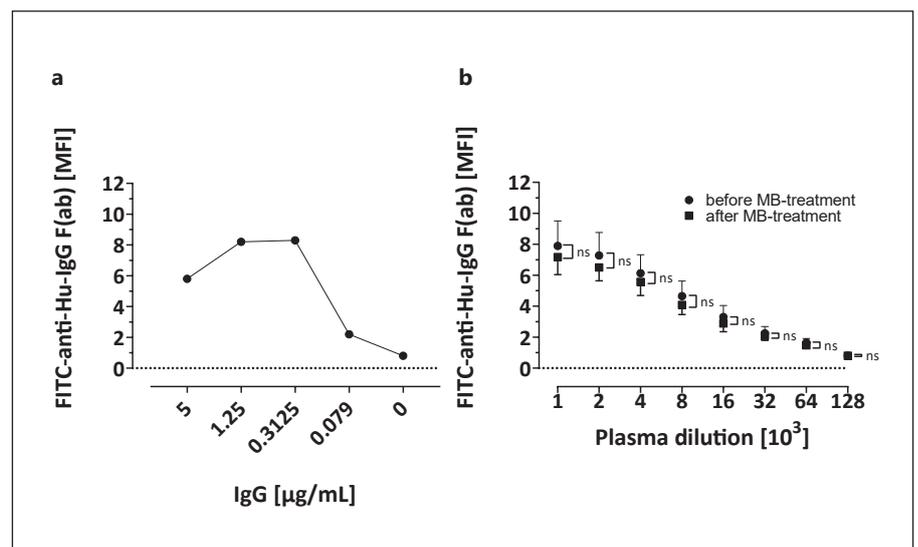 a
FITC-anti-Hu-IgG F(ab) [MFI]
12
10
8
6
4
2
0
5
1.25
0.3125
0.079
0
IgG [µg/mL]
b
FITC-anti-Hu-IgG F(ab) [MFI]
12
10
8
6
4
2
0
before MB-treatment
after MB-treatment
ns
ns
ns
ns
ns
ns
ns
ns
1 2 4 8 16 32 64 128
Plasma dilution [10³]